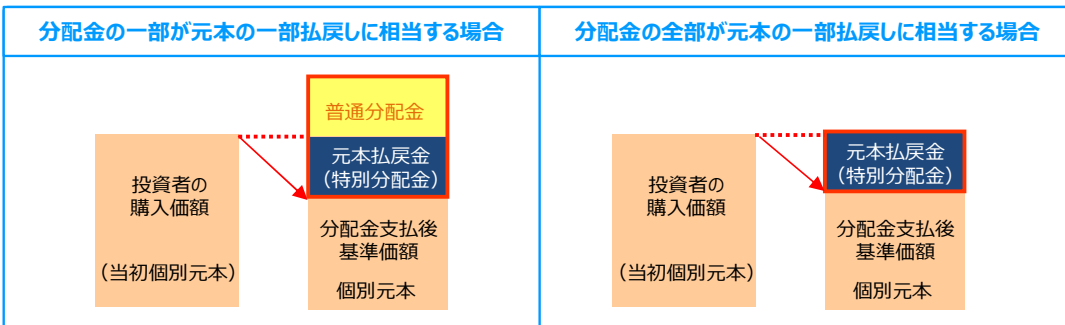 分配金の一部が元本の一部払戻しに相当する場合
分配金の全部が元本の一部払戻しに相当する場合
普通分配金
元本払戻金
（特別分配金）
投資者の
購入価額
（当初個別元本）
分配金支払後
基準価額
個別元本
元本払戻金
（特別分配金）
投資者の
購入価額
（当初個別元本）
分配金支払後
基準価額
個別元本